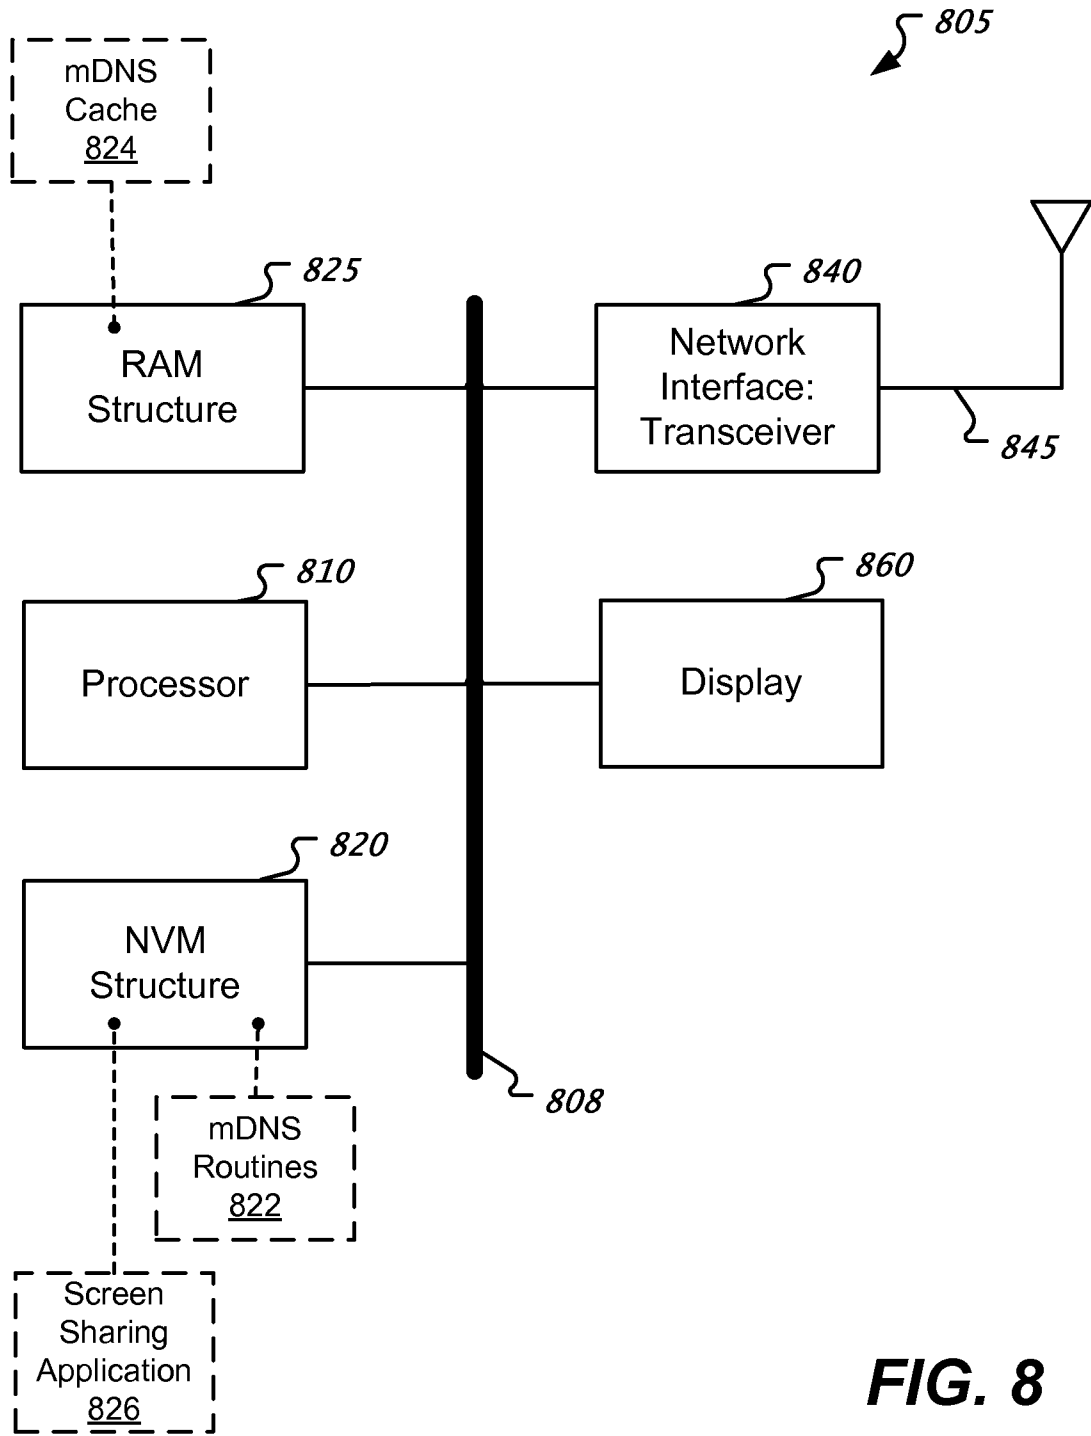 805
mDNS
Cache
824
825
RAM
Structure
840
Network
Interface:
Transceiver
845
810
Processor
860
Display
820
NVM
Structure
808
mDNS
Routines
822
Screen
Sharing
Application
826
FIG. 8